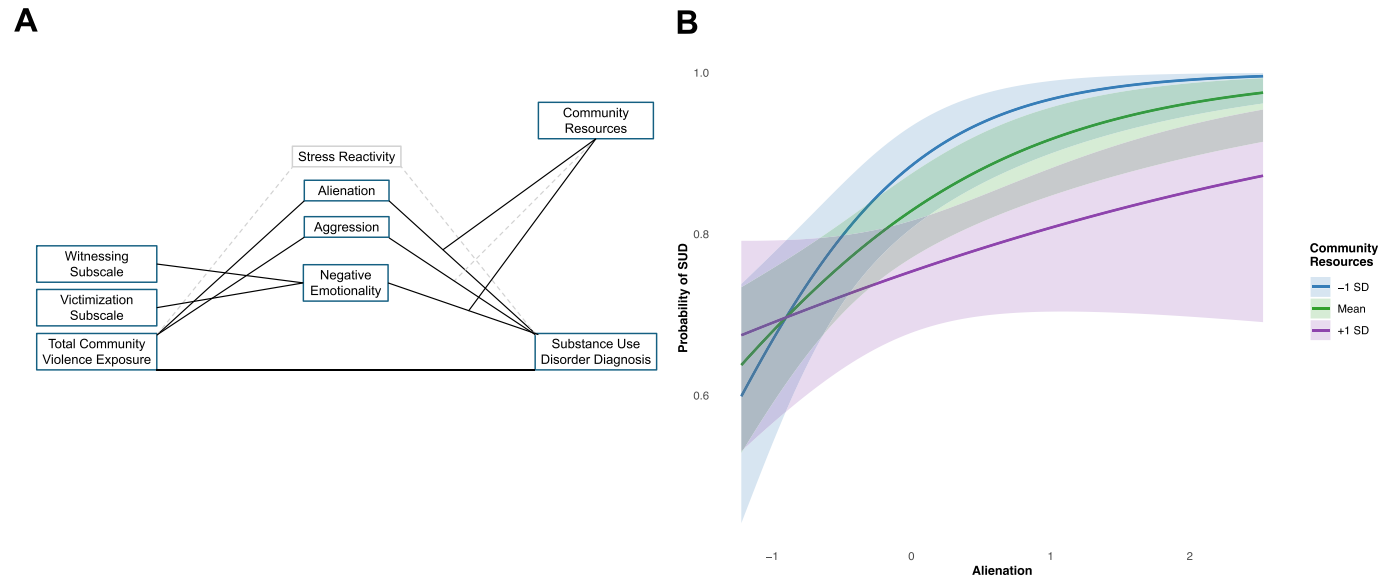 A
Community
Resources
Stress Reactivity
Alienation
Aggression
Witnessing
Subscale
Negative
Emotionality
Victimization
Subscale
Total Community
Violence Exposure
Substance Use
Disorder Diagnosis
B
1.0
0.8
0.6
Probability of SUD
−1
0
1
2
Alienation
Community
Resources
−1 SD
Mean
+1 SD